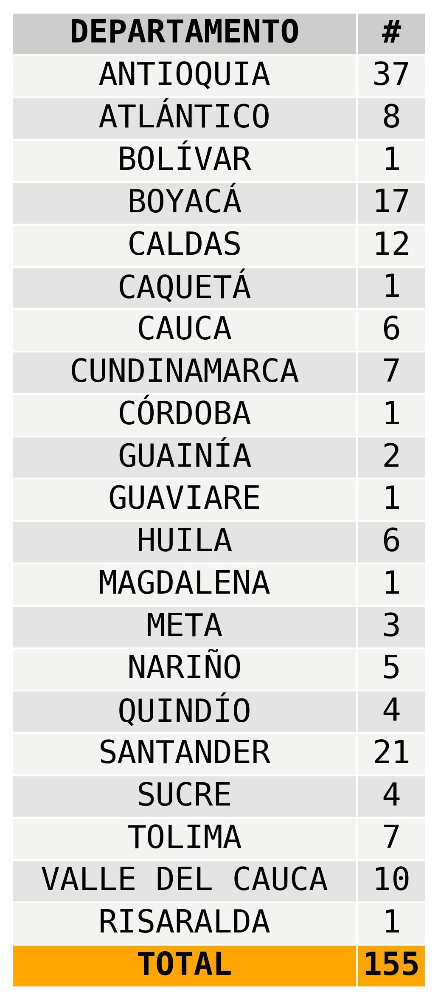 DEPARTAMENTO #
ANTIOQUIA 37
ATLÁNTICO 8
BOLÍVAR 1
BOYACÁ 17
CALDAS 12
CAQUETÁ 1
CAUCA 6
CUNDINAMARCA 7
CÓRDOBA 1
GUAINÍA 2
GUAVIARE 1
HUILA 6
MAGDALENA 1
META 3
NARIÑO 5
QUINDÍO 4
SANTANDER 21
SUCRE 4
TOLIMA 7
VALLE DEL CAUCA 10
RISARALDA 1
TOTAL 155